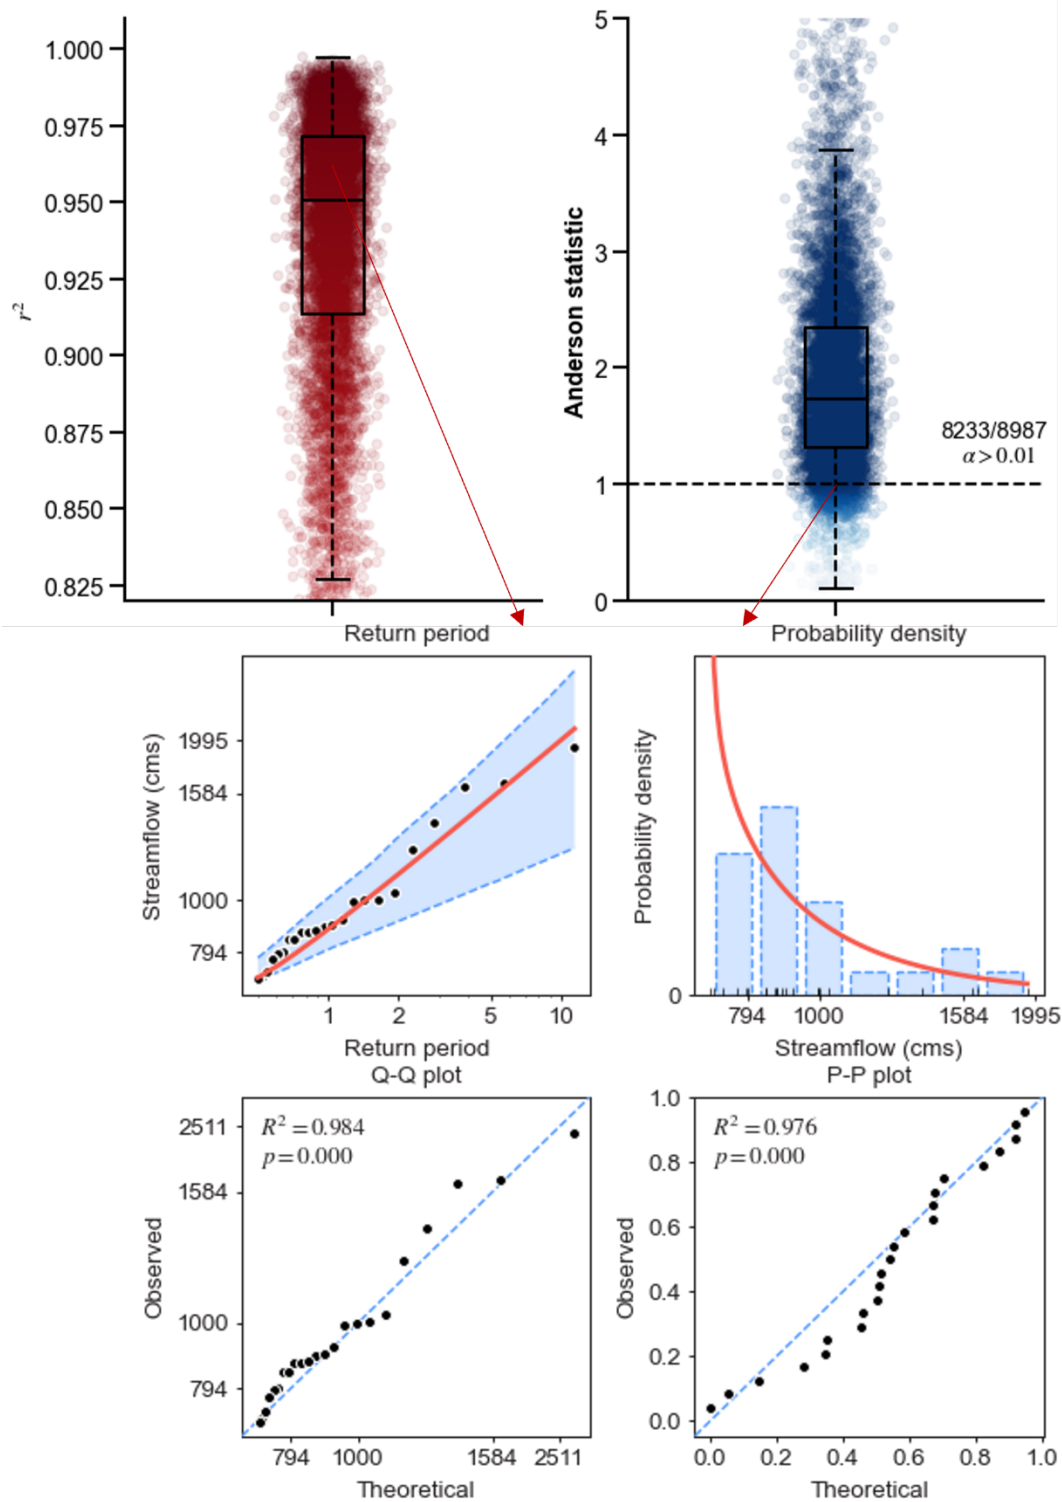 1.000
0.975
0.950
0.925
0.900
0.875
0.850
0.825
r²
5
4
3
2
1
0
Anderson statistic
8233/8987
α > 0.01
Return period
Probability density
1995
1584
1000
794
Streamflow (cms)
1
2
5
10
Return period
Probability density
0
794
1000
1584
1995
Streamflow (cms)
Q-Q plot
P-P plot
2511
1584
1000
794
Observed
R² = 0.984
p = 0.000
794
1000
1584
2511
Theoretical
1.0
0.8
0.6
0.4
0.2
0.0
Observed
R² = 0.976
p = 0.000
0.0
0.2
0.4
0.6
0.8
1.0
Theoretical